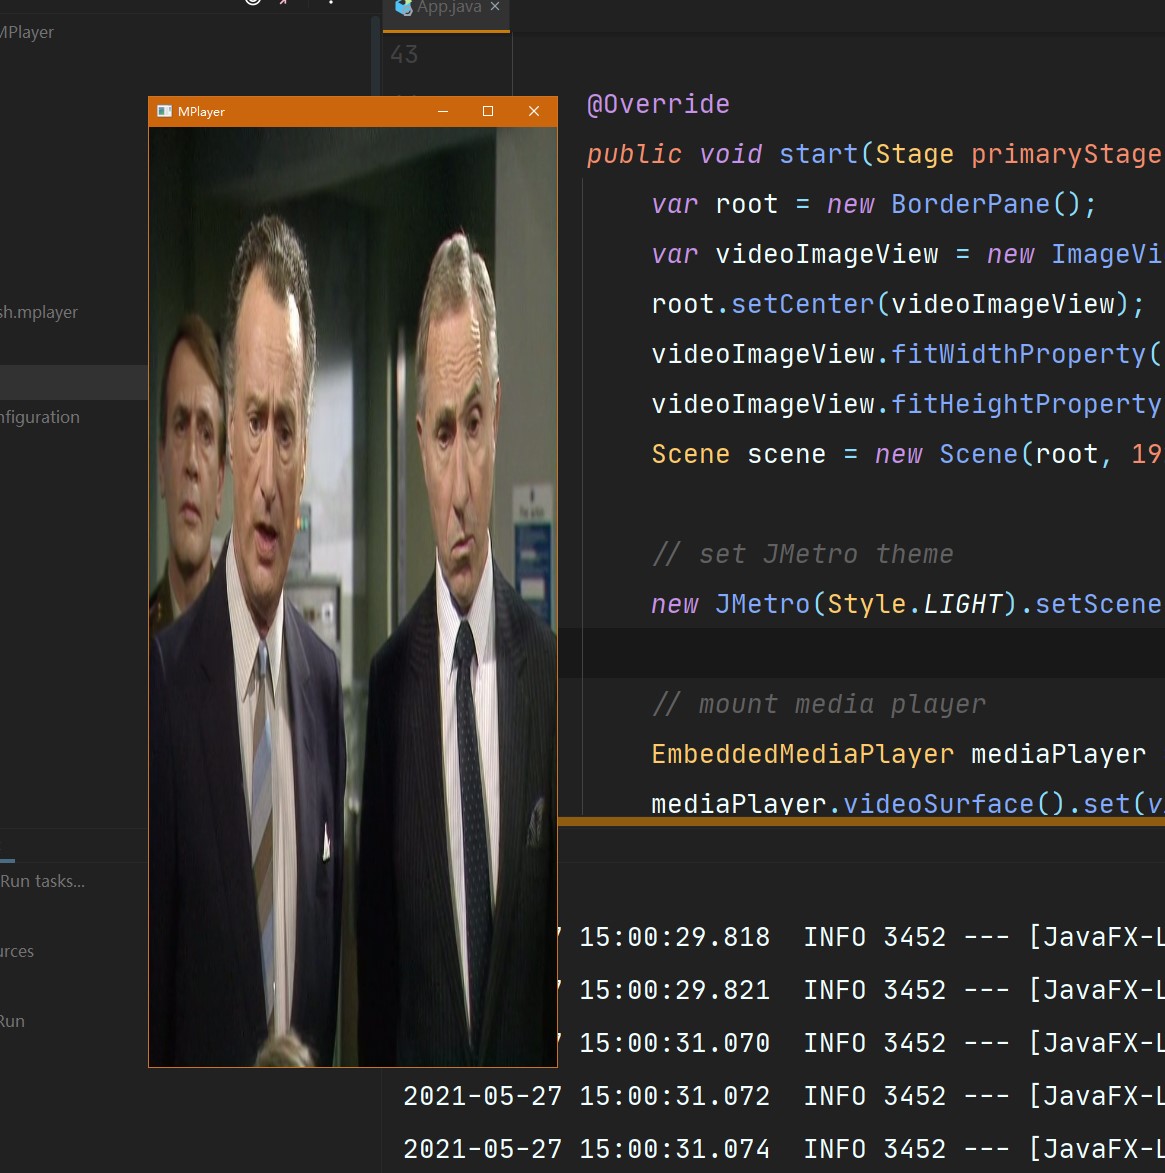 App.java
MPlayer
43
MPlayer
@Override
public void start(Stage primaryStage
var root = new BorderPane();
var videoImageView = new ImageVi
sh.mplayer
root.setCenter(videoImageView);
videoImageView.fitWidthProperty(
nfiguration
videoImageView.fitHeightProperty
Scene scene = new Scene(root, 19
// set JMetro theme
new JMetro(Style.LIGHT).setScene
// mount media player
EmbeddedMediaPlayer mediaPlayer
mediaPlayer.videoSurface().set(v
Run tasks...
urces
Run
7 15:00:29.818 INFO 3452 --- [JavaFX-L
7 15:00:29.821 INFO 3452 --- [JavaFX-L
7 15:00:31.070 INFO 3452 --- [JavaFX-L
2021-05-27 15:00:31.072 INFO 3452 --- [JavaFX-L
2021-05-27 15:00:31.074 INFO 3452 --- [JavaFX-L